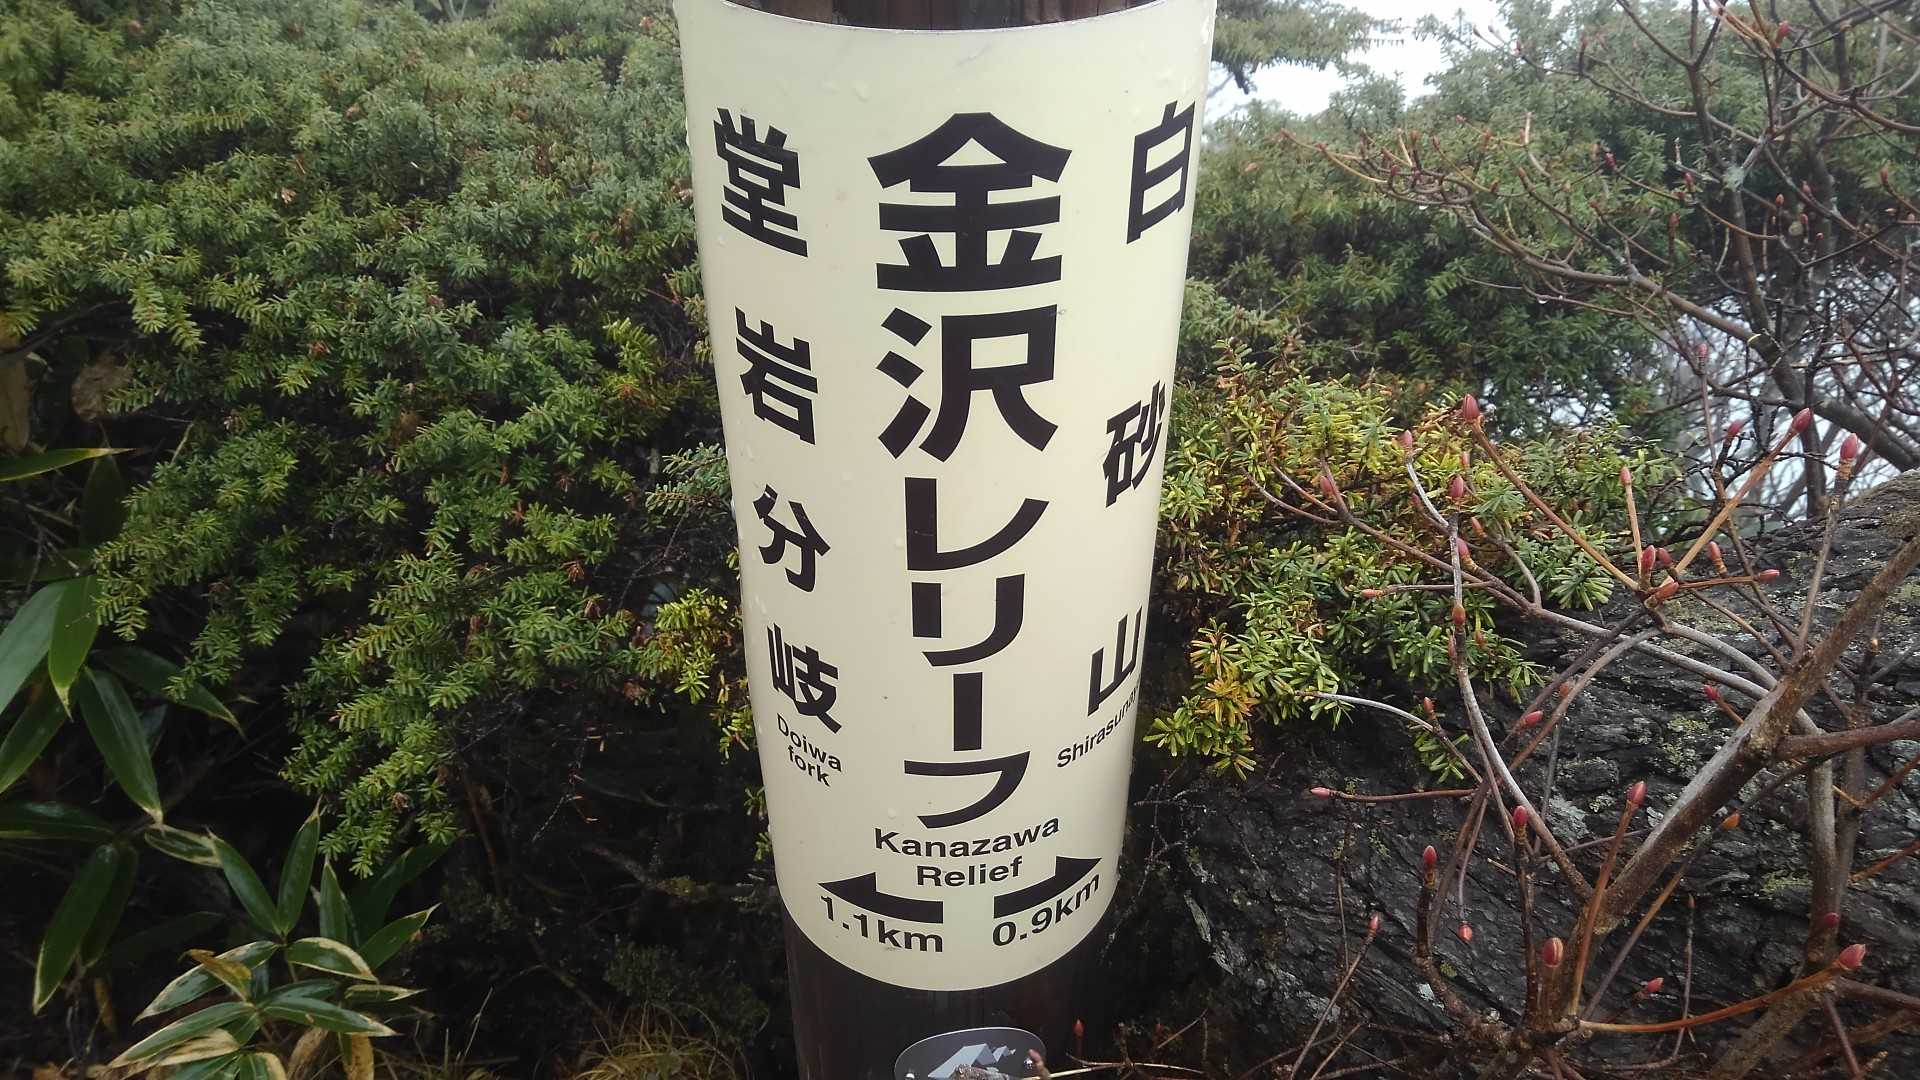 白砂山
金沢レリーフ
堂岩分岐
Doiwa
fork
Kanazawa
Relief
1.1km
0.9km